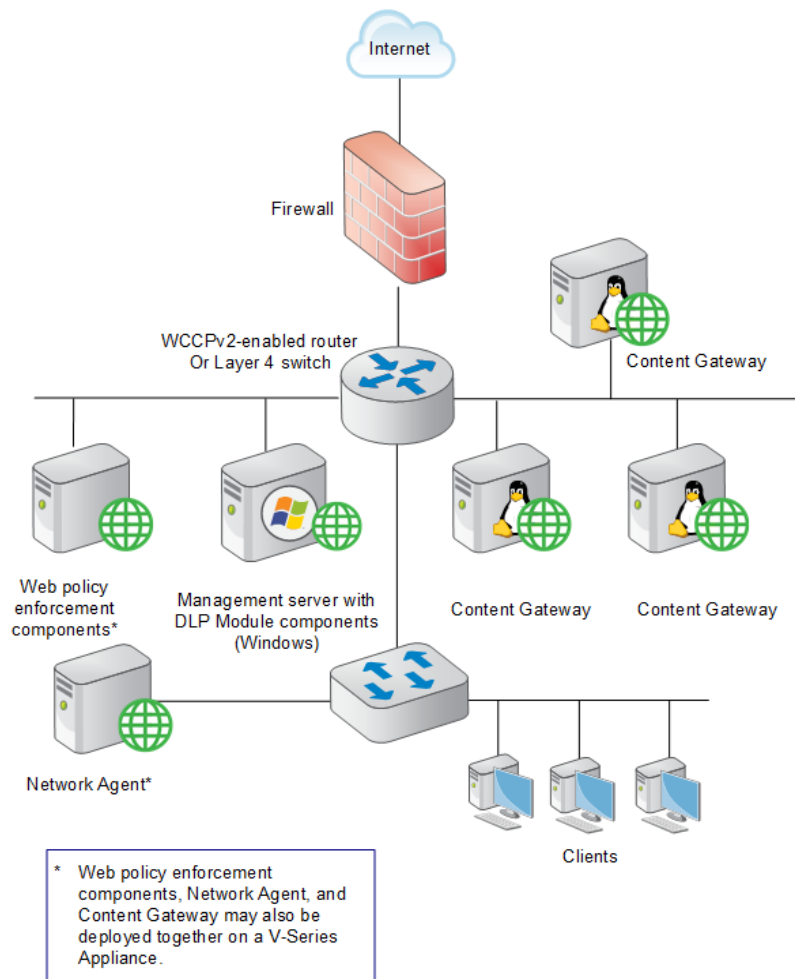 Internet
Firewall
WCCPv2-enabled router
Or Layer 4 switch
Content Gateway
Web policy
enforcement
components*
Management server with
DLP Module components
(Windows)
Content Gateway
Content Gateway
Network Agent*
Clients
* Web policy enforcement
components, Network Agent, and
Content Gateway may also be
deployed together on a V-Series
Appliance.